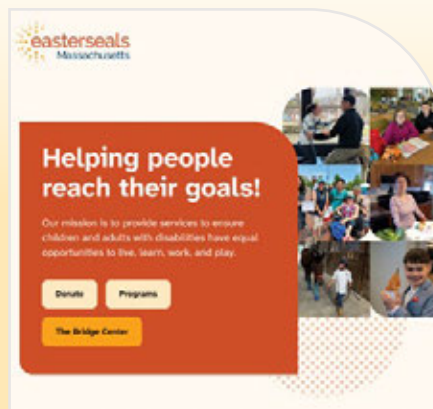 easterseals
Massachusetts
Helping people
reach their goals!
Our mission is to provide services to ensure
children and adults with disabilities have equal
opportunities to live, learn, work, and play.
Donate
Programs
The Bridge Center